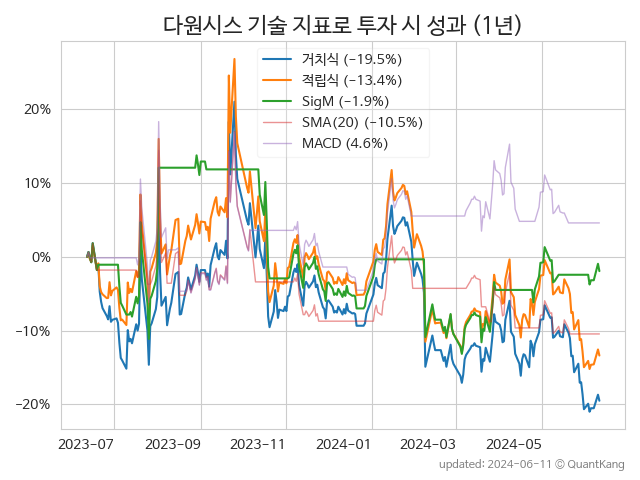 다원시스 기술 지표로 투자 시 성과 (1년)
거치식 (−19.5%)
적립식 (−13.4%)
SigM (−1.9%)
SMA(20) (−10.5%)
MACD (4.6%)
20%
10%
0%
−10%
−20%
2023-07 2023-09 2023-11 2024-01 2024-03 2024-05
updated: 2024-06-11 © QuantKang